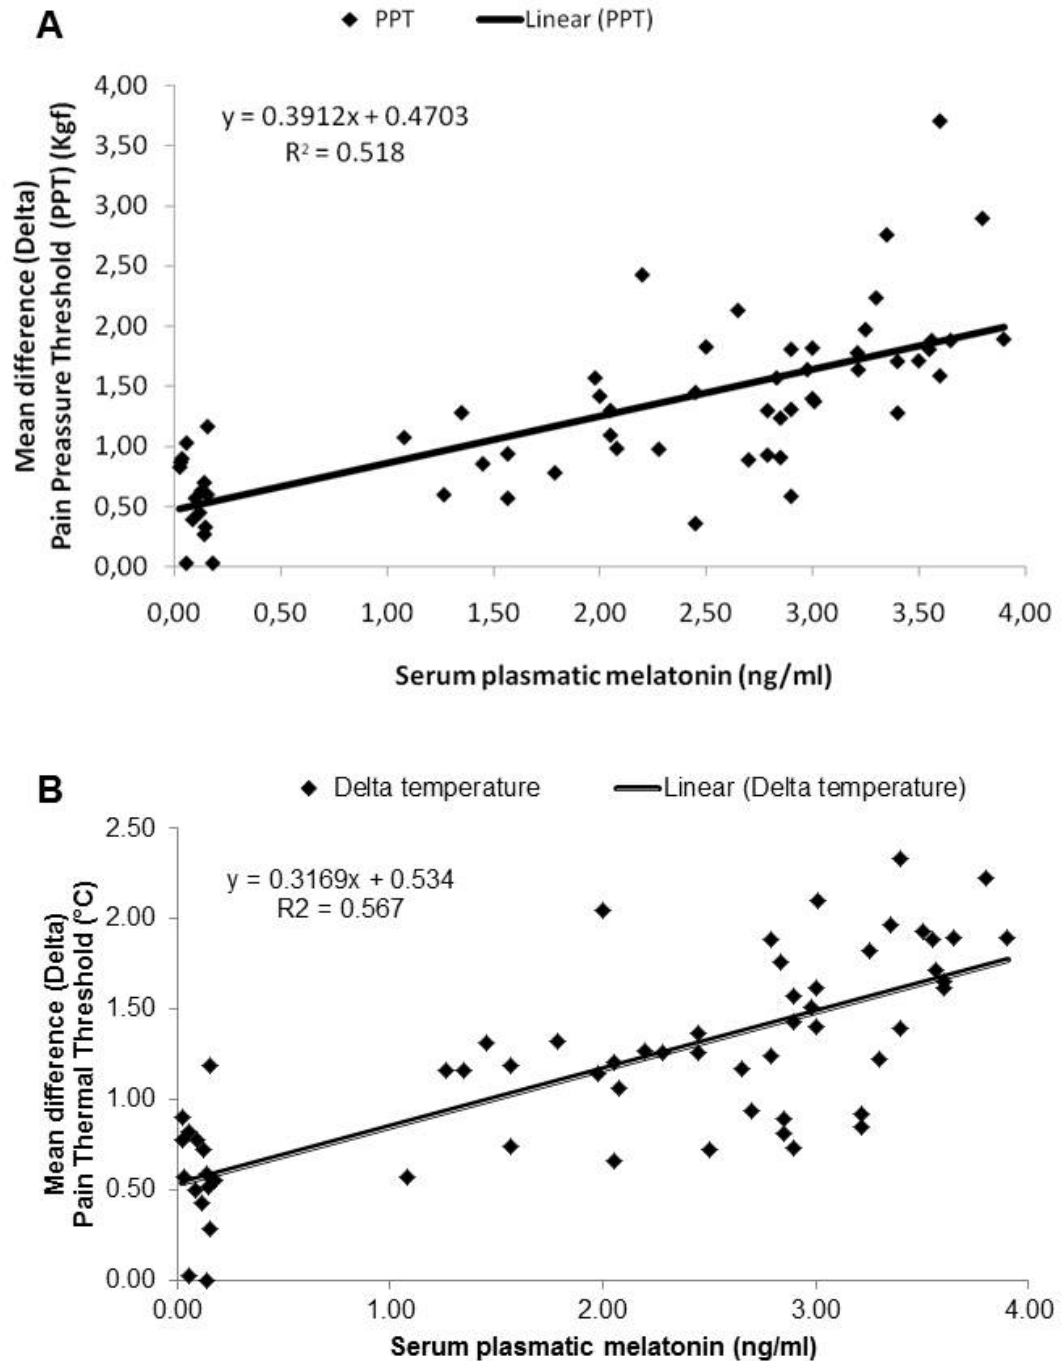 A
PPT
Linear (PPT)
4,00
3,50
3,00
2,50
2,00
1,50
1,00
0,50
0,00
y = 0.3912x + 0.4703
R² = 0.518
Mean difference (Delta)
Pain Preassure Threshold (PPT) (Kgf)
0,00 0,50 1,00 1,50 2,00 2,50 3,00 3,50 4,00
Serum plasmatic melatonin (ng/ml)
B
Delta temperature
Linear (Delta temperature)
2.50
2.00
1.50
1.00
0.50
0.00
y = 0.3169x + 0.534
R2 = 0.567
Mean difference (Delta)
Pain Thermal Threshold (°C)
0.00 1.00 2.00 3.00 4.00
Serum plasmatic melatonin (ng/ml)